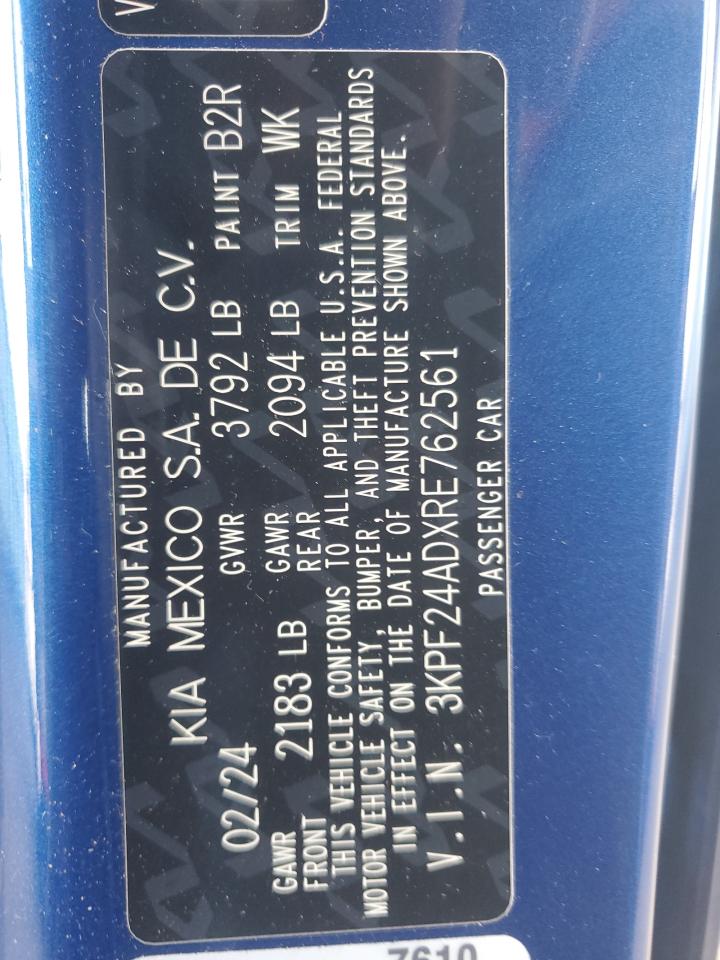 MANUFACTURED BY
KIA MEXICO S.A. DE C.V.
02/24 GVWR 3792 LB PAINT B2R
GAWR FRONT 2183 LB GAWR REAR 2094 LB TRIM WK
THIS VEHICLE CONFORMS TO ALL APPLICABLE U.S.A. FEDERAL
MOTOR VEHICLE SAFETY, BUMPER, AND THEFT PREVENTION STANDARDS
IN EFFECT ON THE DATE OF MANUFACTURE SHOWN ABOVE.
V.I.N. 3KPF24ADXRE762561
PASSENGER CAR